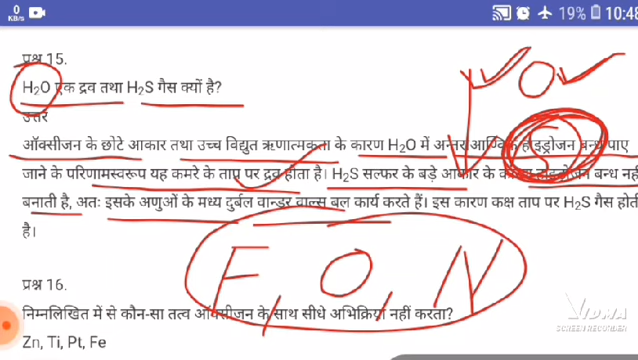 0
KB/s
19% 10:48
प्रश्न 15.
H₂O एक द्रव तथा H₂S गैस क्यों है?
उत्तर
ऑक्सीजन के छोटे आकार तथा उच्च विद्युत ऋणात्मकता के कारण H₂O में अन्तर आण्विक हाइड्रोजन बन्ध पाए
जाने के परिणामस्वरूप यह कमरे के ताप पर द्रव होता है। H₂S सल्फर के बड़े आकार के कारण हाइड्रोजन बन्ध नहीं
बनाती है, अतः इसके अणुओं के मध्य दुर्बल वान्डर वाल्स बल कार्य करते हैं। इस कारण कक्ष ताप पर H₂S गैस होती
है।
O
S
F, O, N
प्रश्न 16.
निम्नलिखित में से कौन-सा तत्व ऑक्सीजन के साथ सीधे अभिक्रिया नहीं करता?
Zn, Ti, Pt, Fe
VIDMA
SCREEN RECORDER